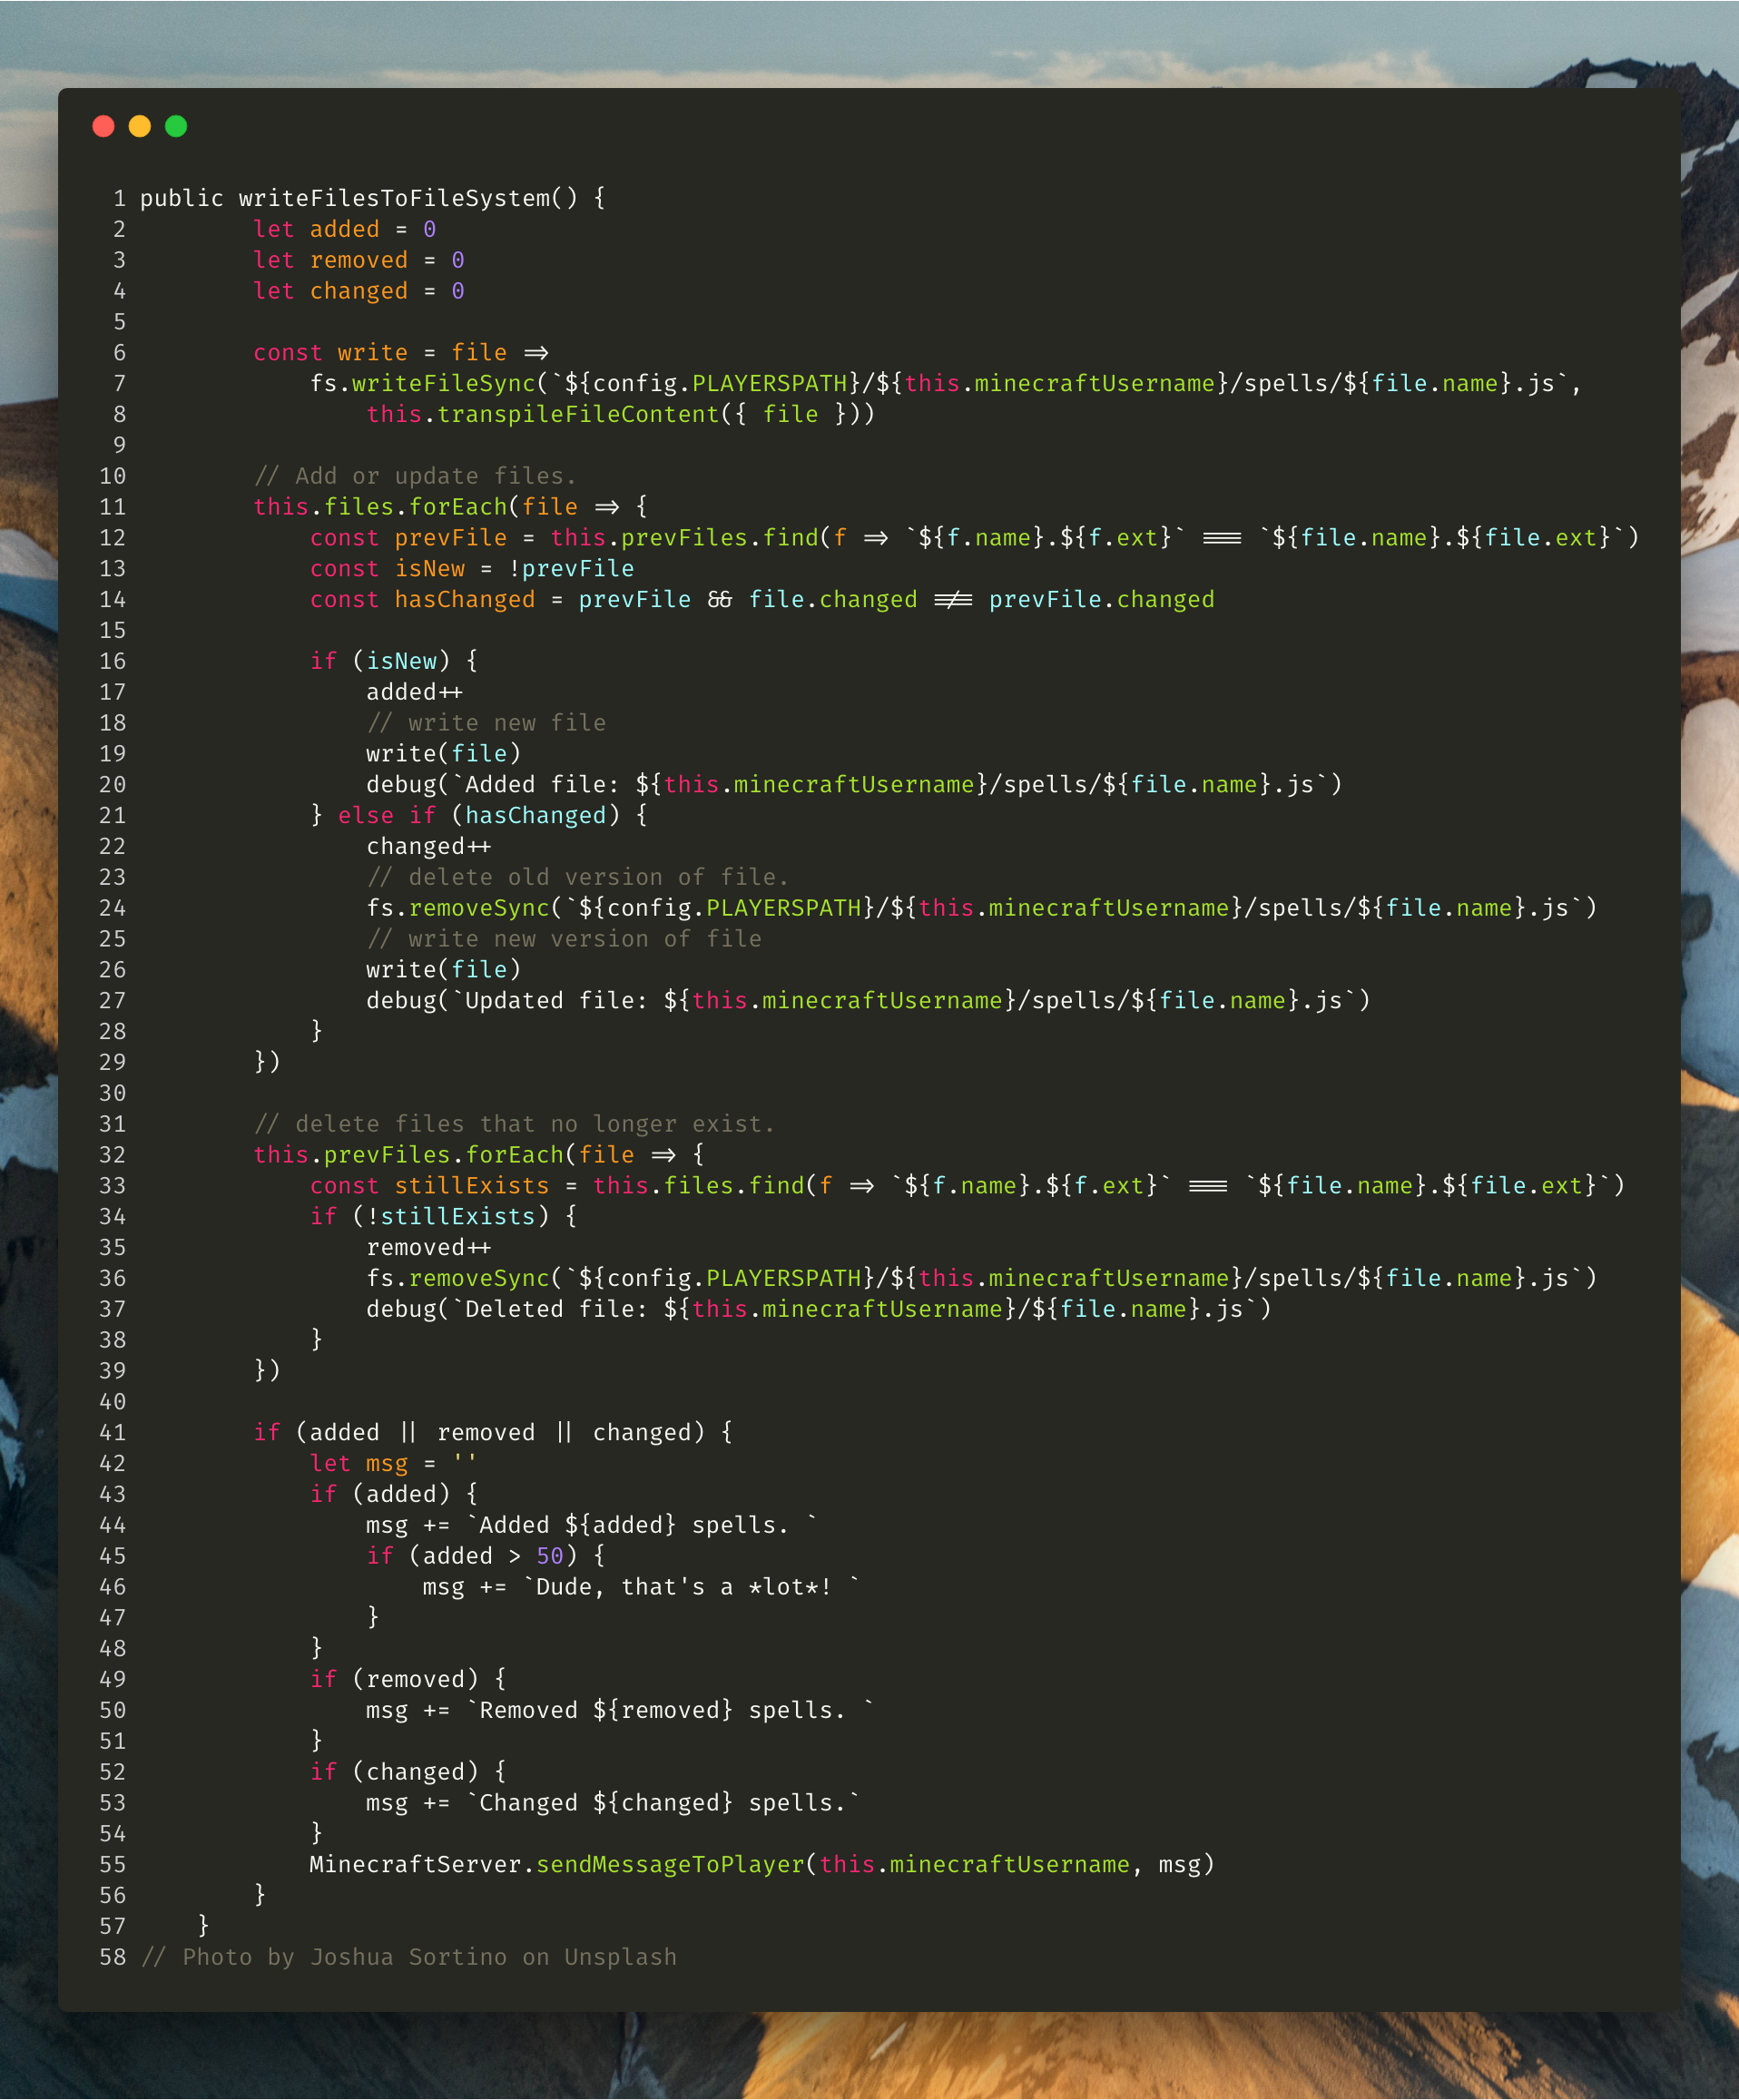 1 public writeFilesToFileSystem() {
2         let added = 0
3         let removed = 0
4         let changed = 0
5
6         const write = file =>
7             fs.writeFileSync(`${config.PLAYERSPATH}/${this.minecraftUsername}/spells/${file.name}.js`,
8                 this.transpileFileContent({ file }))
9
10         // Add or update files.
11         this.files.forEach(file => {
12             const prevFile = this.prevFiles.find(f => `${f.name}.${f.ext}` === `${file.name}.${file.ext}`)
13             const isNew = !prevFile
14             const hasChanged = prevFile && file.changed !== prevFile.changed
15
16             if (isNew) {
17                 added++
18                 // write new file
19                 write(file)
20                 debug(`Added file: ${this.minecraftUsername}/spells/${file.name}.js`)
21             } else if (hasChanged) {
22                 changed++
23                 // delete old version of file.
24                 fs.removeSync(`${config.PLAYERSPATH}/${this.minecraftUsername}/spells/${file.name}.js`)
25                 // write new version of file
26                 write(file)
27                 debug(`Updated file: ${this.minecraftUsername}/spells/${file.name}.js`)
28             }
29         })
30
31         // delete files that no longer exist.
32         this.prevFiles.forEach(file => {
33             const stillExists = this.files.find(f => `${f.name}.${f.ext}` === `${file.name}.${file.ext}`)
34             if (!stillExists) {
35                 removed++
36                 fs.removeSync(`${config.PLAYERSPATH}/${this.minecraftUsername}/spells/${file.name}.js`)
37                 debug(`Deleted file: ${this.minecraftUsername}/${file.name}.js`)
38             }
39         })
40
41         if (added || removed || changed) {
42             let msg = ''
43             if (added) {
44                 msg += `Added ${added} spells. `
45                 if (added > 50) {
46                     msg += `Dude, that's a *lot*! `
47                 }
48             }
49             if (removed) {
50                 msg += `Removed ${removed} spells. `
51             }
52             if (changed) {
53                 msg += `Changed ${changed} spells.`
54             }
55             MinecraftServer.sendMessageToPlayer(this.minecraftUsername, msg)
56         }
57     }
58 // Photo by Joshua Sortino on Unsplash